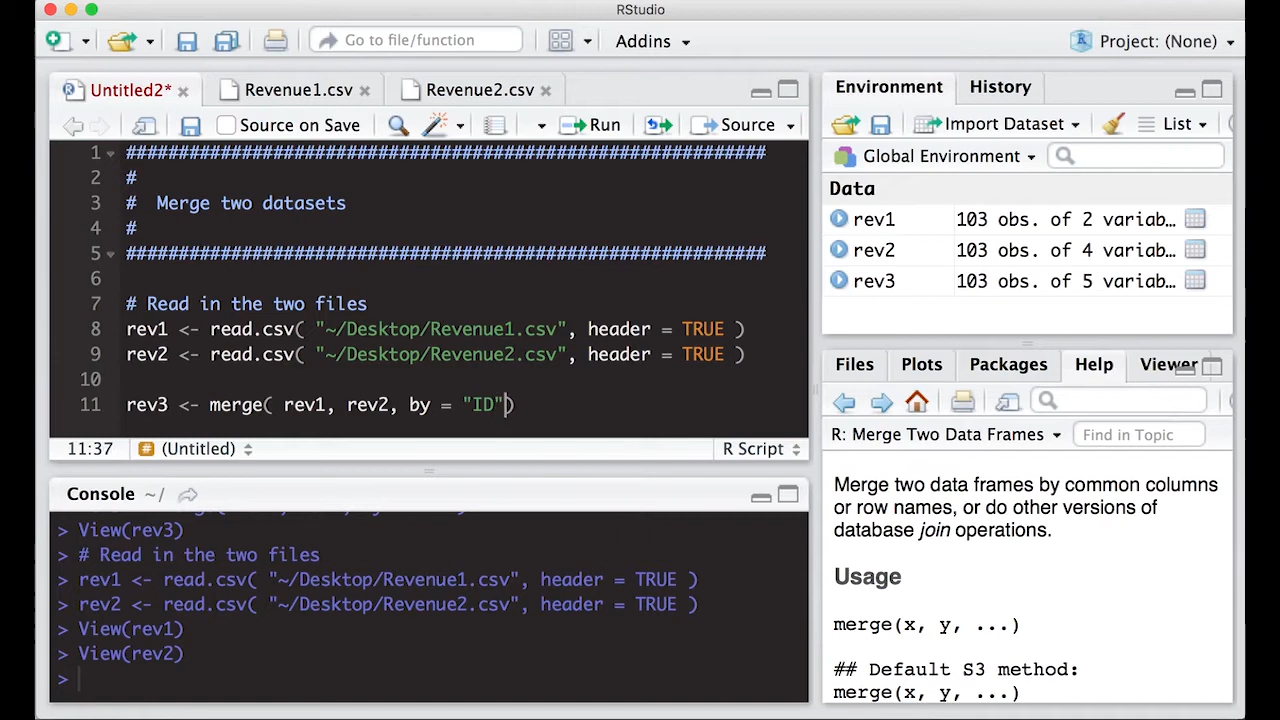 RStudio
Go to file/function
Addins
Project: (None)
Untitled2*
Revenue1.csv
Revenue2.csv
Source on Save
Run
Source
1 #############################################################
2 #
3 #  Merge two datasets
4 #
5 #############################################################
6
7 # Read in the two files
8 rev1 <- read.csv( "~/Desktop/Revenue1.csv", header = TRUE )
9 rev2 <- read.csv( "~/Desktop/Revenue2.csv", header = TRUE )
10
11 rev3 <- merge( rev1, rev2, by = "ID")
11:37
# (Untitled)
R Script
Console ~/
> View(rev3)
> # Read in the two files
> rev1 <- read.csv( "~/Desktop/Revenue1.csv", header = TRUE )
> rev2 <- read.csv( "~/Desktop/Revenue2.csv", header = TRUE )
> View(rev1)
> View(rev2)
>
Environment
History
Import Dataset
List
Global Environment
Data
rev1 103 obs. of 2 variab…
rev2 103 obs. of 4 variab…
rev3 103 obs. of 5 variab…
Files
Plots
Packages
Help
Viewer
R: Merge Two Data Frames
Find in Topic
Merge two data frames by common columns
or row names, or do other versions of
database join operations.
Usage
merge(x, y, ...)
## Default S3 method:
merge(x, y, ...)